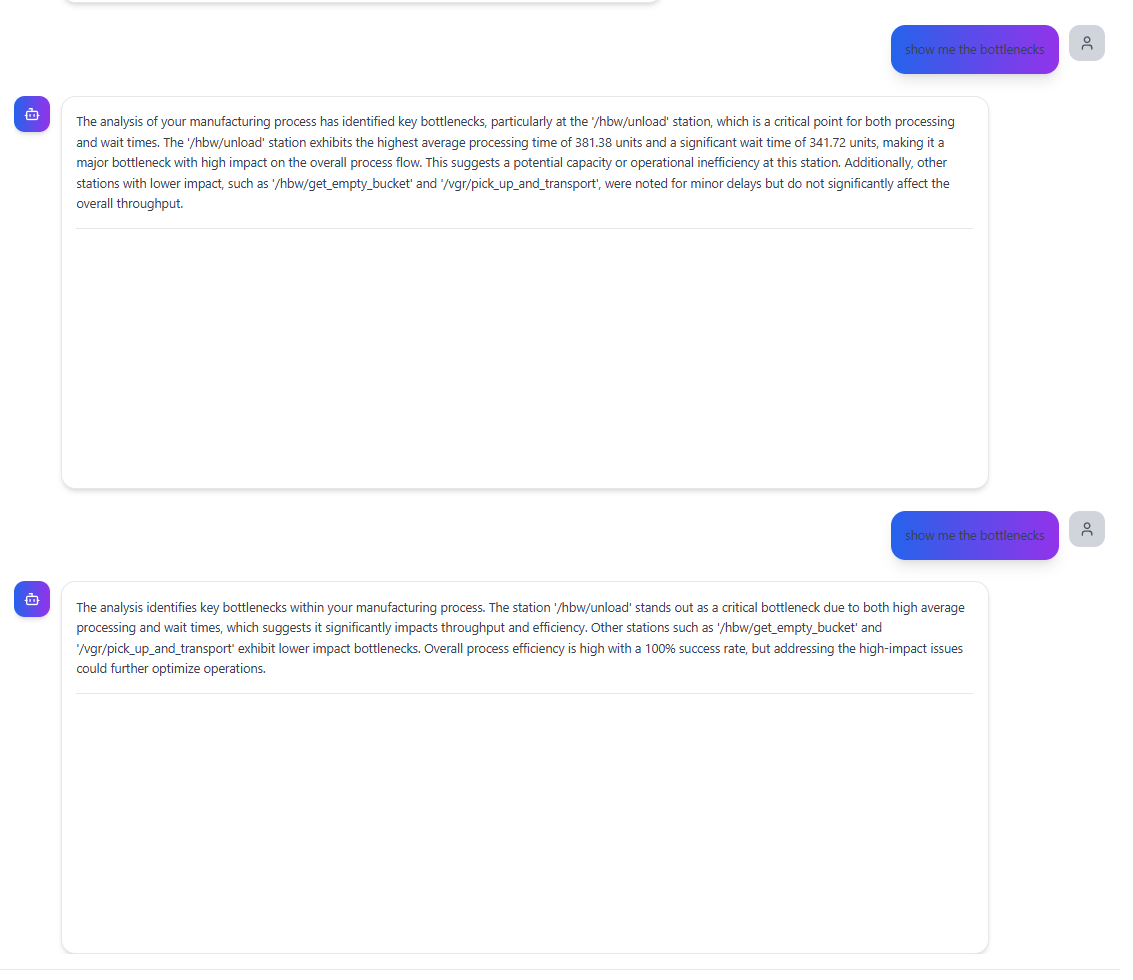 show me the bottlenecks
The analysis of your manufacturing process has identified key bottlenecks, particularly at the '/hbw/unload' station, which is a critical point for both processing
and wait times. The '/hbw/unload' station exhibits the highest average processing time of 381.38 units and a significant wait time of 341.72 units, making it a
major bottleneck with high impact on the overall process flow. This suggests a potential capacity or operational inefficiency at this station. Additionally, other
stations with lower impact, such as '/hbw/get_empty_bucket' and '/vgr/pick_up_and_transport', were noted for minor delays but do not significantly affect the
overall throughput.
show me the bottlenecks
The analysis identifies key bottlenecks within your manufacturing process. The station '/hbw/unload' stands out as a critical bottleneck due to both high average
processing and wait times, which suggests it significantly impacts throughput and efficiency. Other stations such as '/hbw/get_empty_bucket' and
'/vgr/pick_up_and_transport' exhibit lower impact bottlenecks. Overall process efficiency is high with a 100% success rate, but addressing the high-impact issues
could further optimize operations.